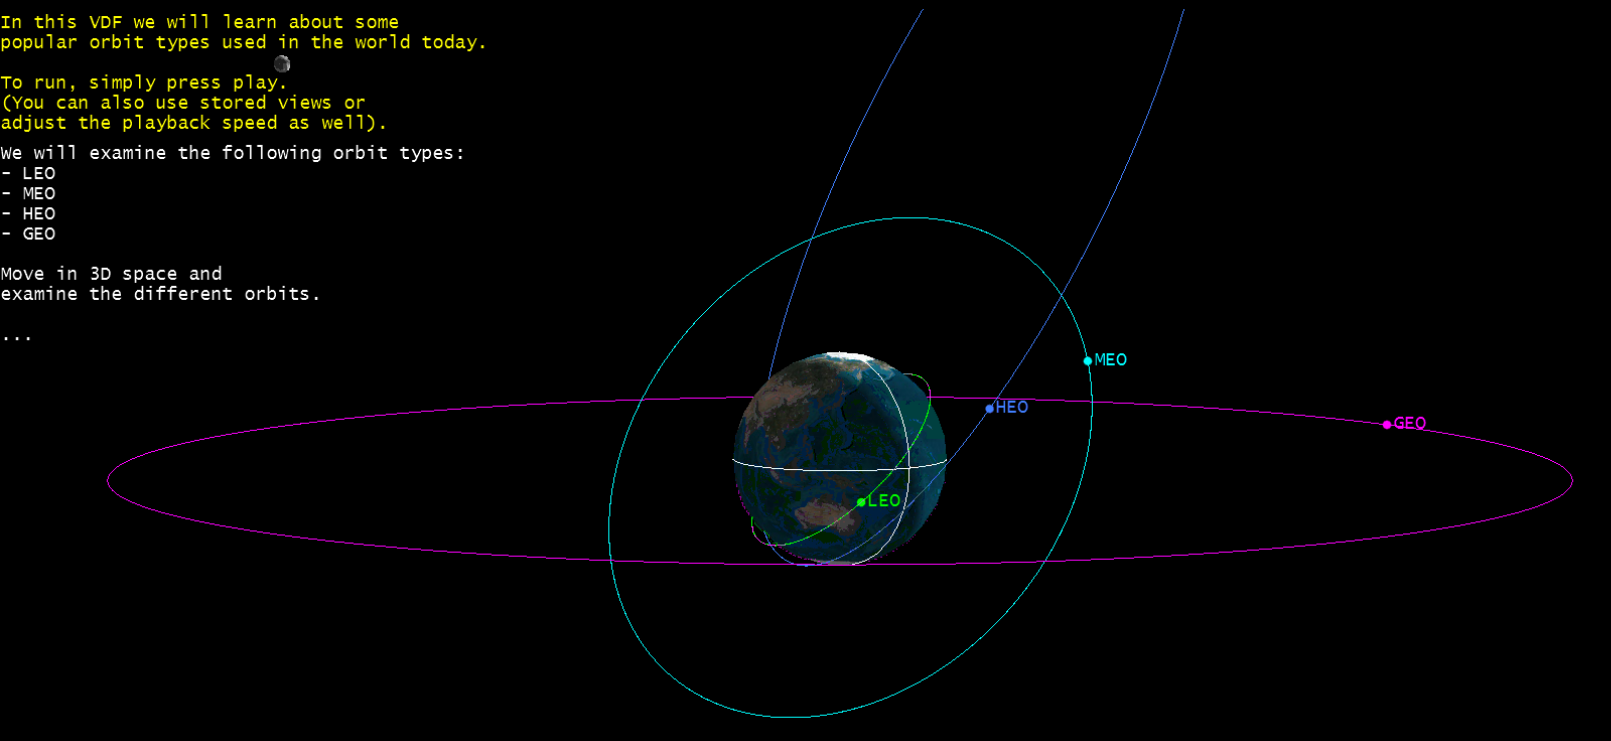 In this VDF we will learn about some
popular orbit types used in the world today.
To run, simply press play.
(You can also use stored views or
adjust the playback speed as well).
We will examine the following orbit types:
- LEO
- MEO
- HEO
- GEO
Move in 3D space and
examine the different orbits.
...
MEO
HEO
GEO
LEO